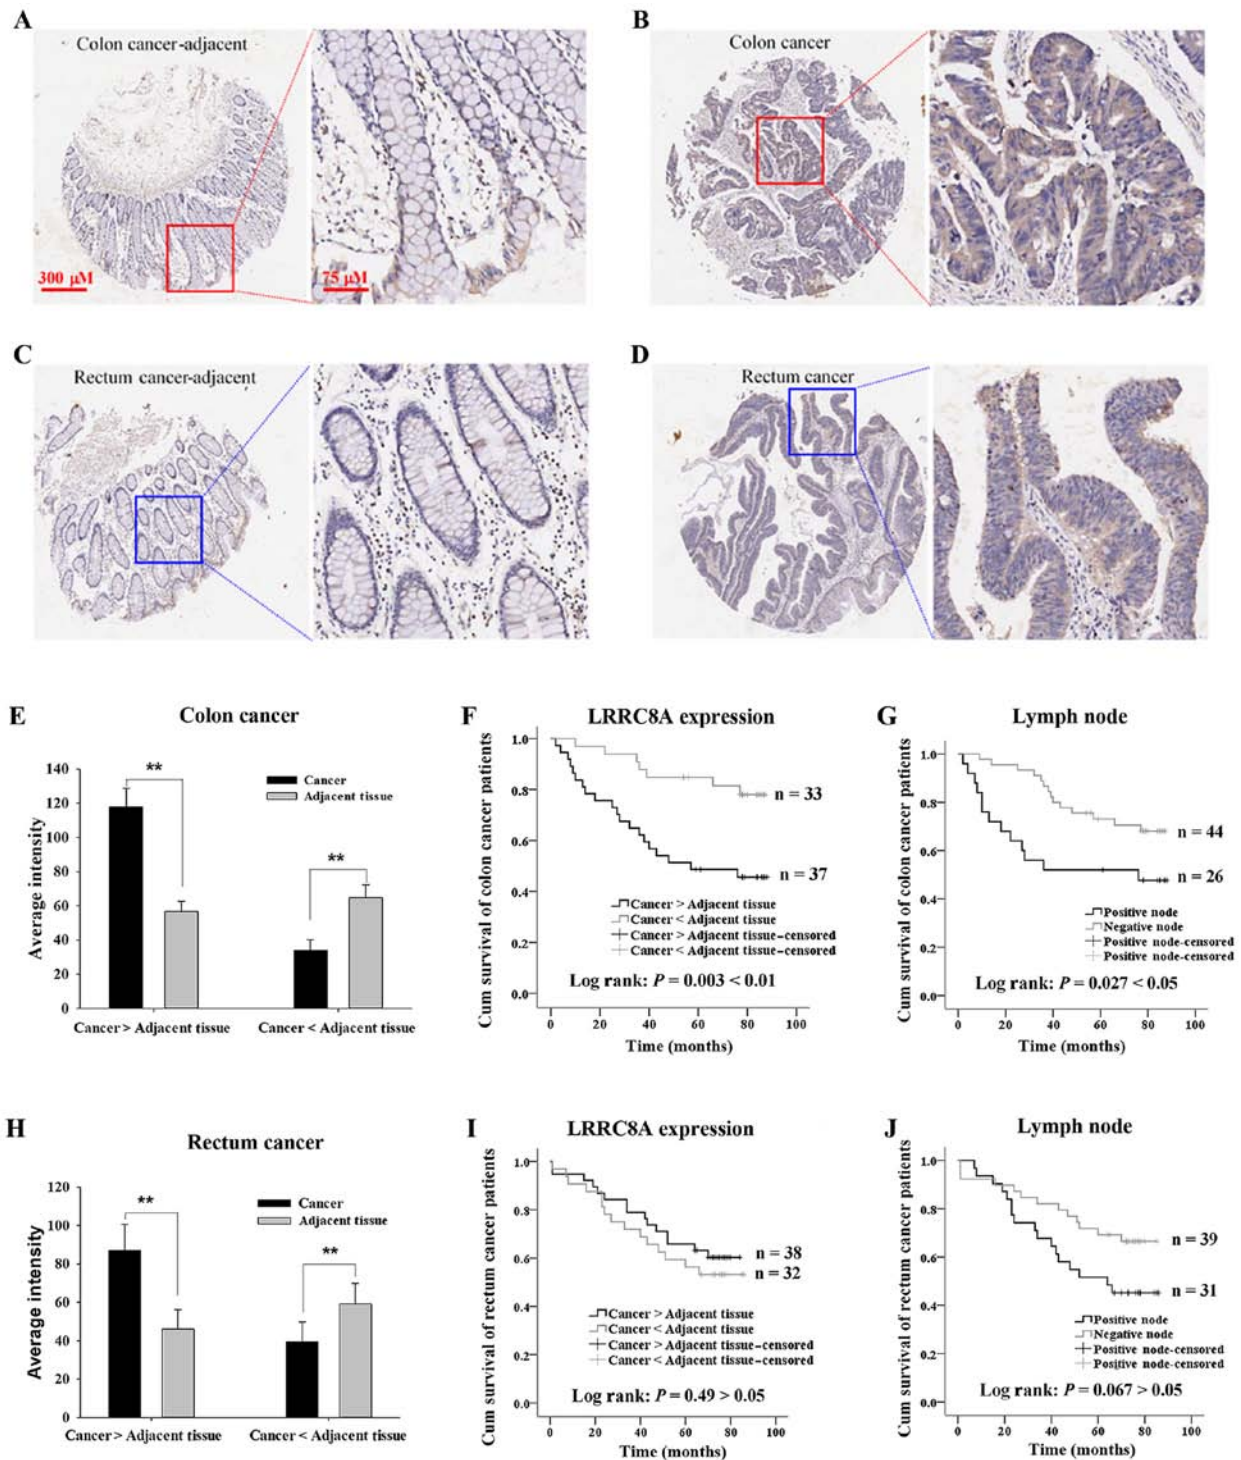 A
Colon cancer-adjacent
300 µM
75 µM
B
Colon cancer
C
Rectum cancer-adjacent
D
Rectum cancer
E
Colon cancer
Average intensity
140
120
100
80
60
40
20
0
**
**
Cancer
Adjacent tissue
Cancer > Adjacent tissue
Cancer < Adjacent tissue
F
LRRC8A expression
Cum survival of colon cancer patients
1.0
0.8
0.6
0.4
0.2
0.0
n = 33
n = 37
Cancer > Adjacent tissue
Cancer < Adjacent tissue
Cancer > Adjacent tissue-censored
Cancer < Adjacent tissue-censored
Log rank: P = 0.003 < 0.01
0 20 40 60 80 100
Time (months)
G
Lymph node
Cum survival of colon cancer patients
1.0
0.8
0.6
0.4
0.2
0.0
n = 44
n = 26
Positive node
Negative node
Positive node-censored
Positive node-censored
Log rank: P = 0.027 < 0.05
0 20 40 60 80 100
Time (months)
H
Rectum cancer
Average intensity
120
100
80
60
40
20
0
**
**
Cancer
Adjacent tissue
Cancer > Adjacent tissue
Cancer < Adjacent tissue
I
LRRC8A expression
Cum survival of rectum cancer patients
1.0
0.8
0.6
0.4
0.2
0.0
n = 38
n = 32
Cancer > Adjacent tissue
Cancer < Adjacent tissue
Cancer > Adjacent tissue-censored
Cancer < Adjacent tissue-censored
Log rank: P = 0.49 > 0.05
0 20 40 60 80 100
Time (months)
J
Lymph node
Cum survival of rectum cancer patients
1.0
0.8
0.6
0.4
0.2
0.0
n = 39
n = 31
Positive node
Negative node
Positive node-censored
Positive node-censored
Log rank: P = 0.067 > 0.05
0 20 40 60 80 100
Time (months)